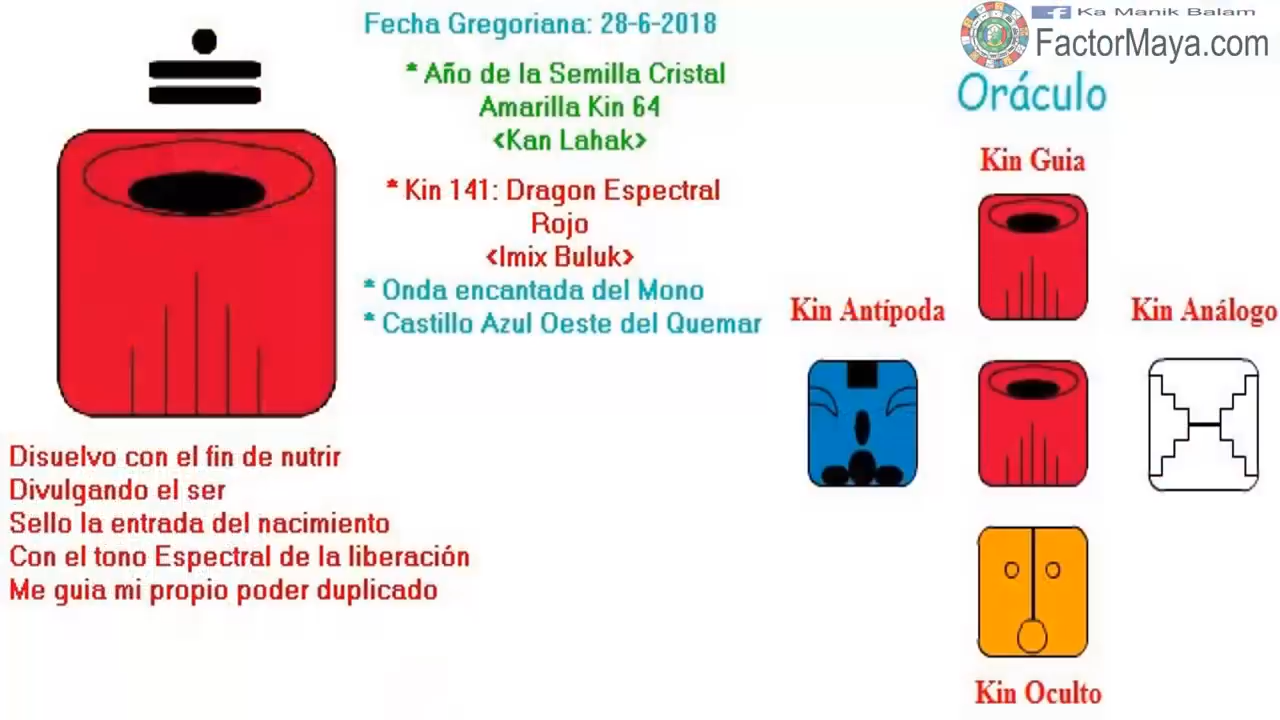 Fecha Gregoriana: 28-6-2018
* Año de la Semilla Cristal
Amarilla Kin 64
<Kan Lahak>
* Kin 141: Dragon Espectral
Rojo
<Imix Buluk>
* Onda encantada del Mono
* Castillo Azul Oeste del Quemar
Disuelvo con el fin de nutrir
Divulgando el ser
Sello la entrada del nacimiento
Con el tono Espectral de la liberación
Me guia mi propio poder duplicado
f Ka Manik Balam
FactorMaya.com
Oráculo
Kin Guia
Kin Antípoda
Kin Análogo
Kin Oculto